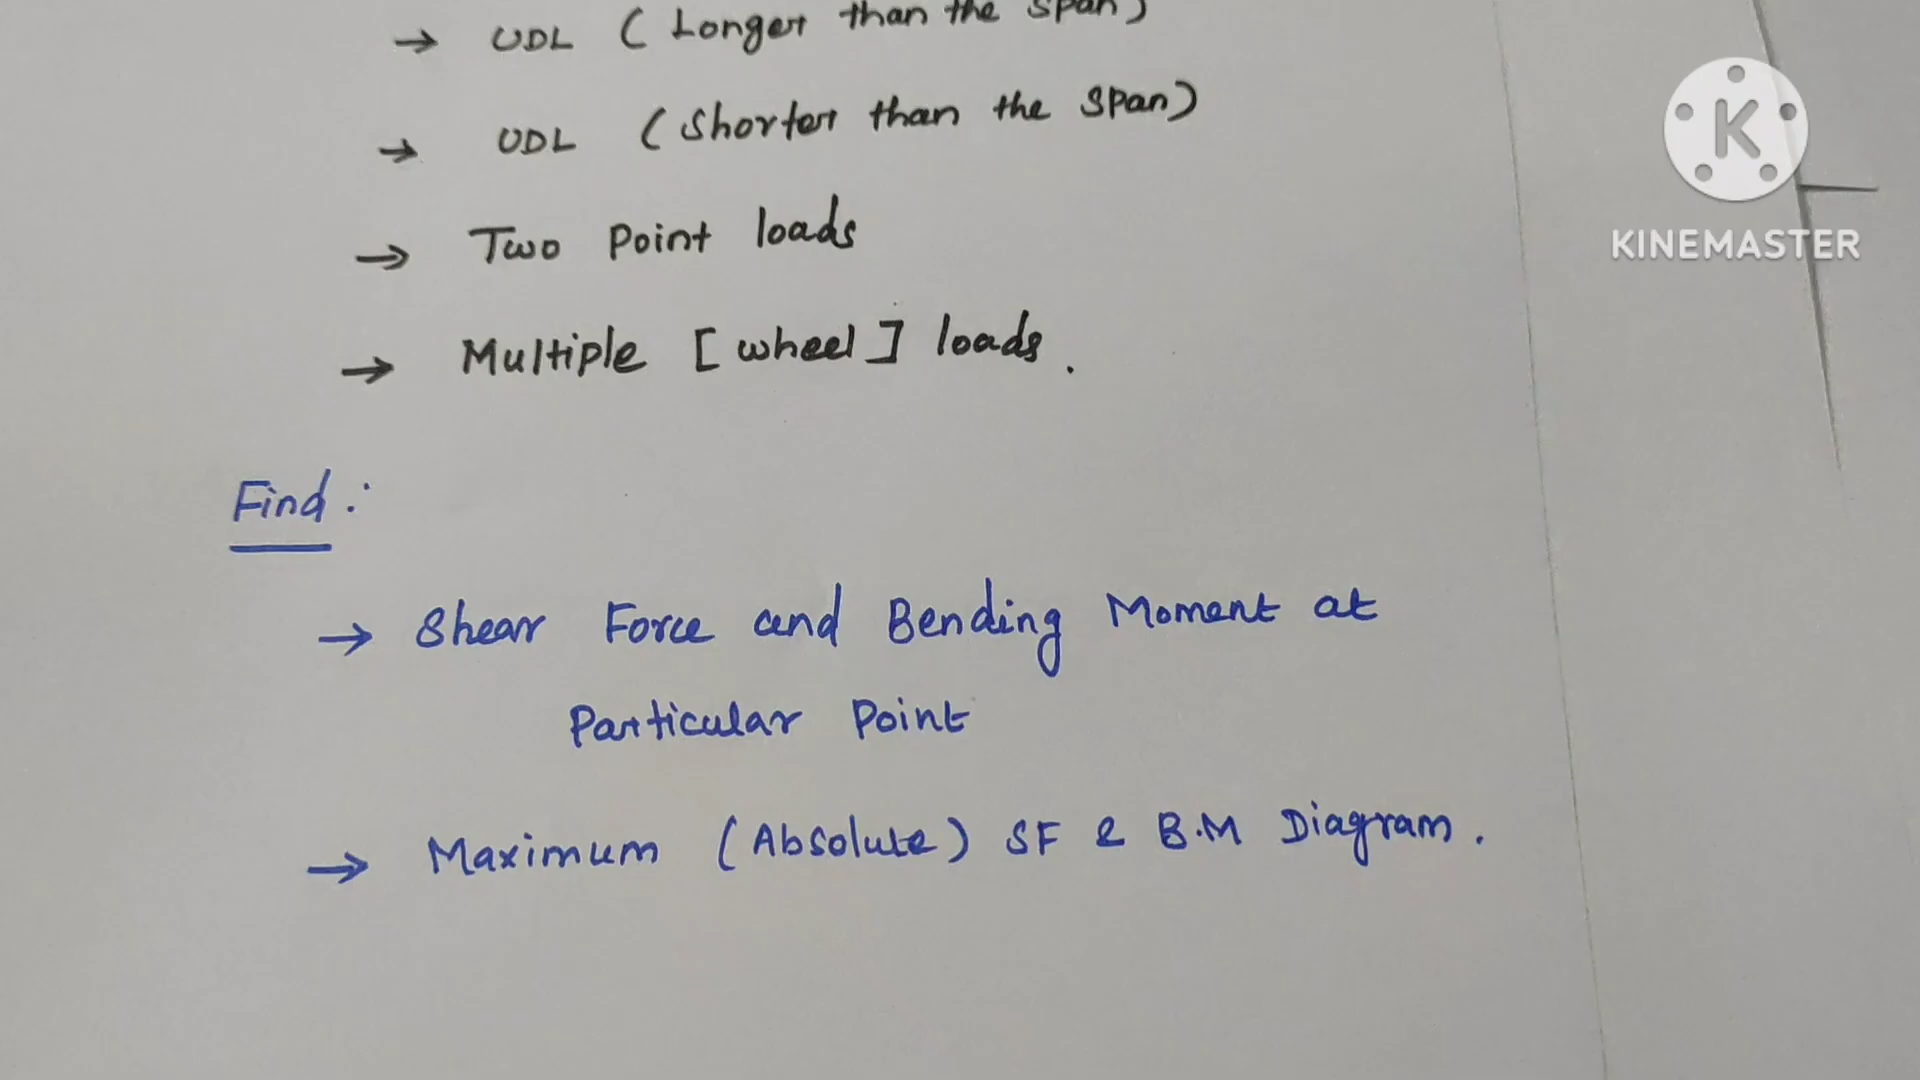 → UDL (Longer than the span)
→ UDL (Shorter than the span)
→ Two Point loads
→ Multiple [wheel] loads.
Find:
→ Shear Force and Bending Moment at
Particular Point
→ Maximum (Absolute) SF & B.M Diagram.
K
KINEMASTER